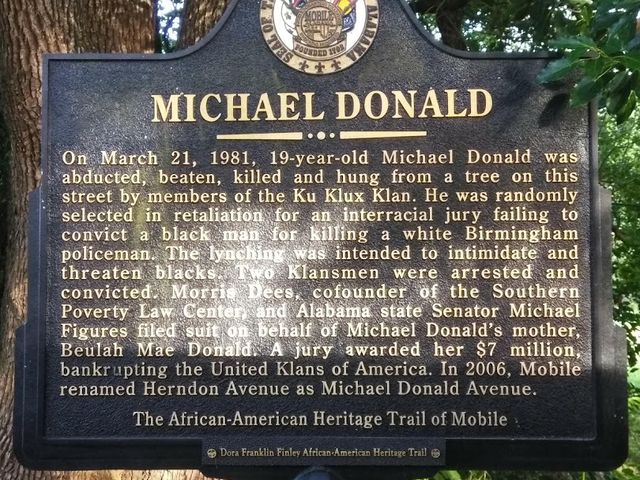 SEAL OF
MOBILE
FOUNDED 1702
ALABAMA
MICHAEL DONALD
On March 21, 1981, 19-year-old Michael Donald was
abducted, beaten, killed and hung from a tree on this
street by members of the Ku Klux Klan. He was randomly
selected in retaliation for an interracial jury failing to
convict a black man for killing a white Birmingham
policeman. The lynching was intended to intimidate and
threaten blacks. Two Klansmen were arrested and
convicted. Morris Dees, cofounder of the Southern
Poverty Law Center, and Alabama state Senator Michael
Figures filed suit on behalf of Michael Donald's mother,
Beulah Mae Donald. A jury awarded her $7 million,
bankrupting the United Klans of America. In 2006, Mobile
renamed Herndon Avenue as Michael Donald Avenue.
The African-American Heritage Trail of Mobile
Dora Franklin Finley African-American Heritage Trail